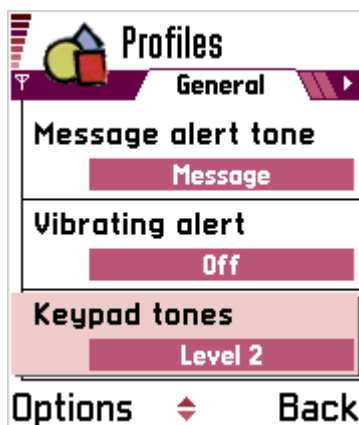 Profiles
General
Message alert tone
Message
Vibrating alert
Off
Keypad tones
Level 2
Options Back